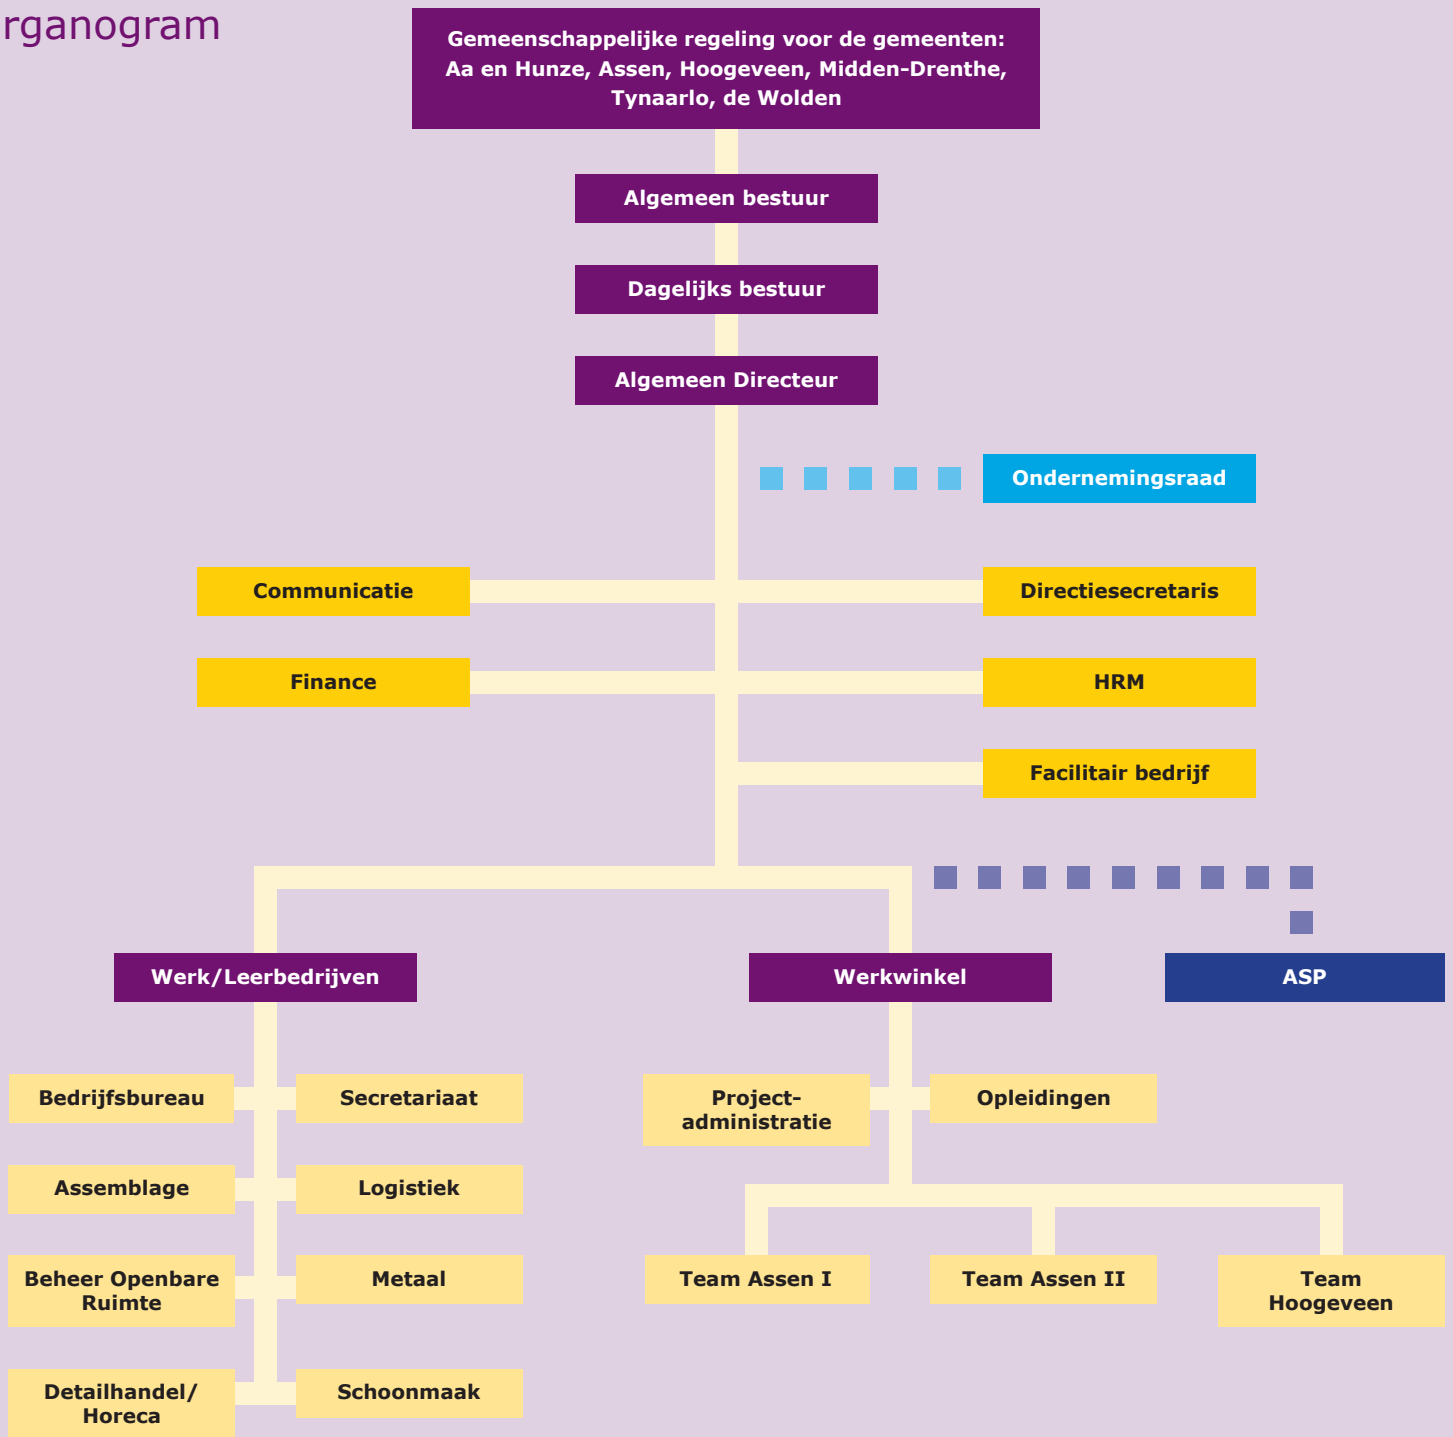 rganogram
Gemeenschappelijke regeling voor de gemeenten:
Aa en Hunze, Assen, Hoogeveen, Midden-Drenthe,
Tynaarlo, de Wolden
Algemeen bestuur
Dagelijks bestuur
Algemeen Directeur
Ondernemingsraad
Communicatie
Directiesecretaris
Finance
HRM
Facilitair bedrijf
Werk/Leerbedrijven
Werkwinkel
ASP
Bedrijfsbureau
Secretariaat
Project-
administratie
Opleidingen
Assemblage
Logistiek
Beheer Openbare
Ruimte
Metaal
Team Assen I
Team Assen II
Team
Hoogeveen
Detailhandel/
Horeca
Schoonmaak